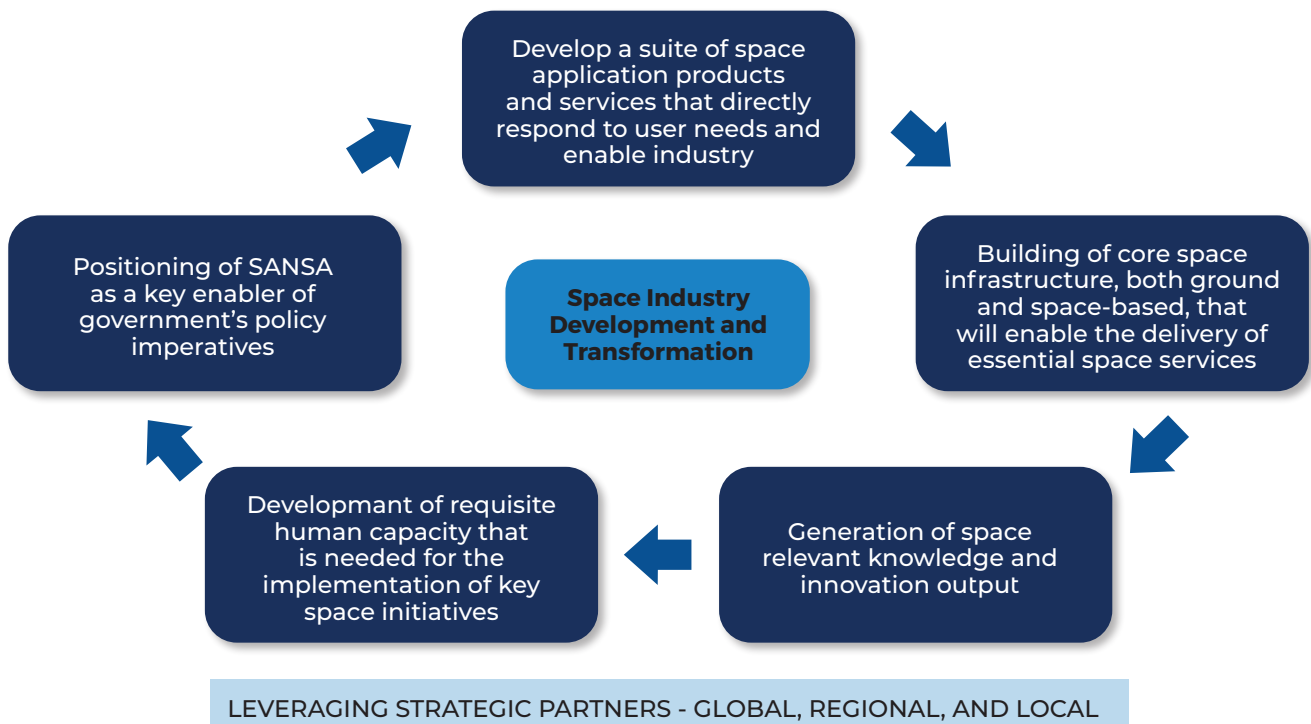 Develop a suite of space
application products
and services that directly
respond to user needs and
enable industry
Building of core space
infrastructure, both ground
and space-based, that
will enable the delivery of
essential space services
Generation of space
relevant knowledge and
innovation output
Developmant of requisite
human capacity that
is needed for the
implementation of key
space initiatives
Positioning of SANSA
as a key enabler of
government’s policy
imperatives
Space Industry
Development and
Transformation
LEVERAGING STRATEGIC PARTNERS - GLOBAL, REGIONAL, AND LOCAL